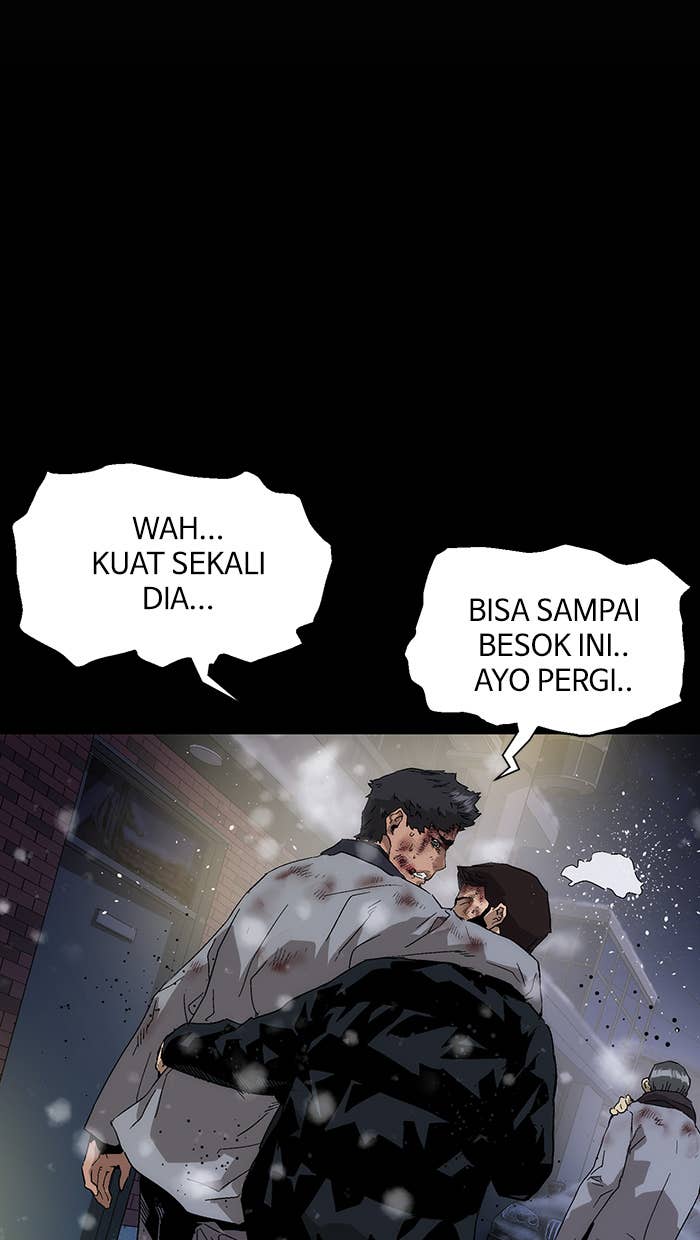 WAH...
KUAT SEKALI
DIA...
BISA SAMPAI
BESOK INI..
AYO PERGI..